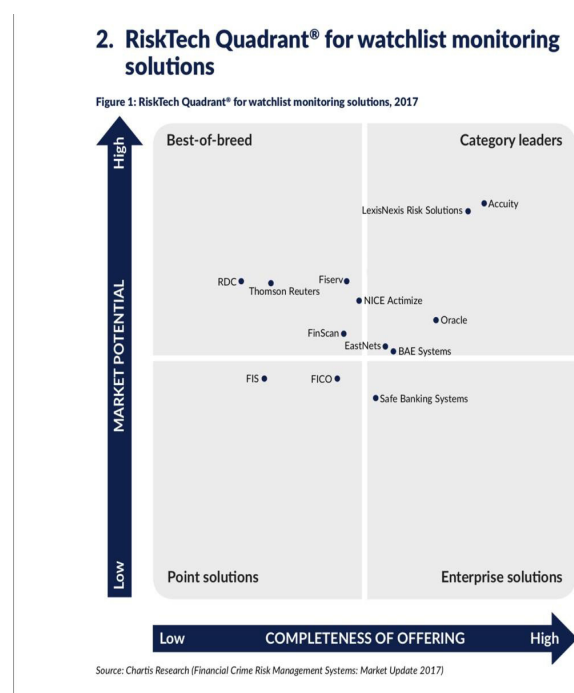 2. RiskTech Quadrant® for watchlist monitoring
solutions
Figure 1: RiskTech Quadrant® for watchlist monitoring solutions, 2017
High
Best-of-breed
Category leaders
Accuity
LexisNexis Risk Solutions
RDC
Thomson Reuters
Fiserv
NICE Actimize
Oracle
FinScan
EastNets
BAE Systems
MARKET POTENTIAL
FIS
FICO
Safe Banking Systems
Low
Point solutions
Enterprise solutions
Low COMPLETENESS OF OFFERING High
Source: Chartis Research (Financial Crime Risk Management Systems: Market Update 2017)